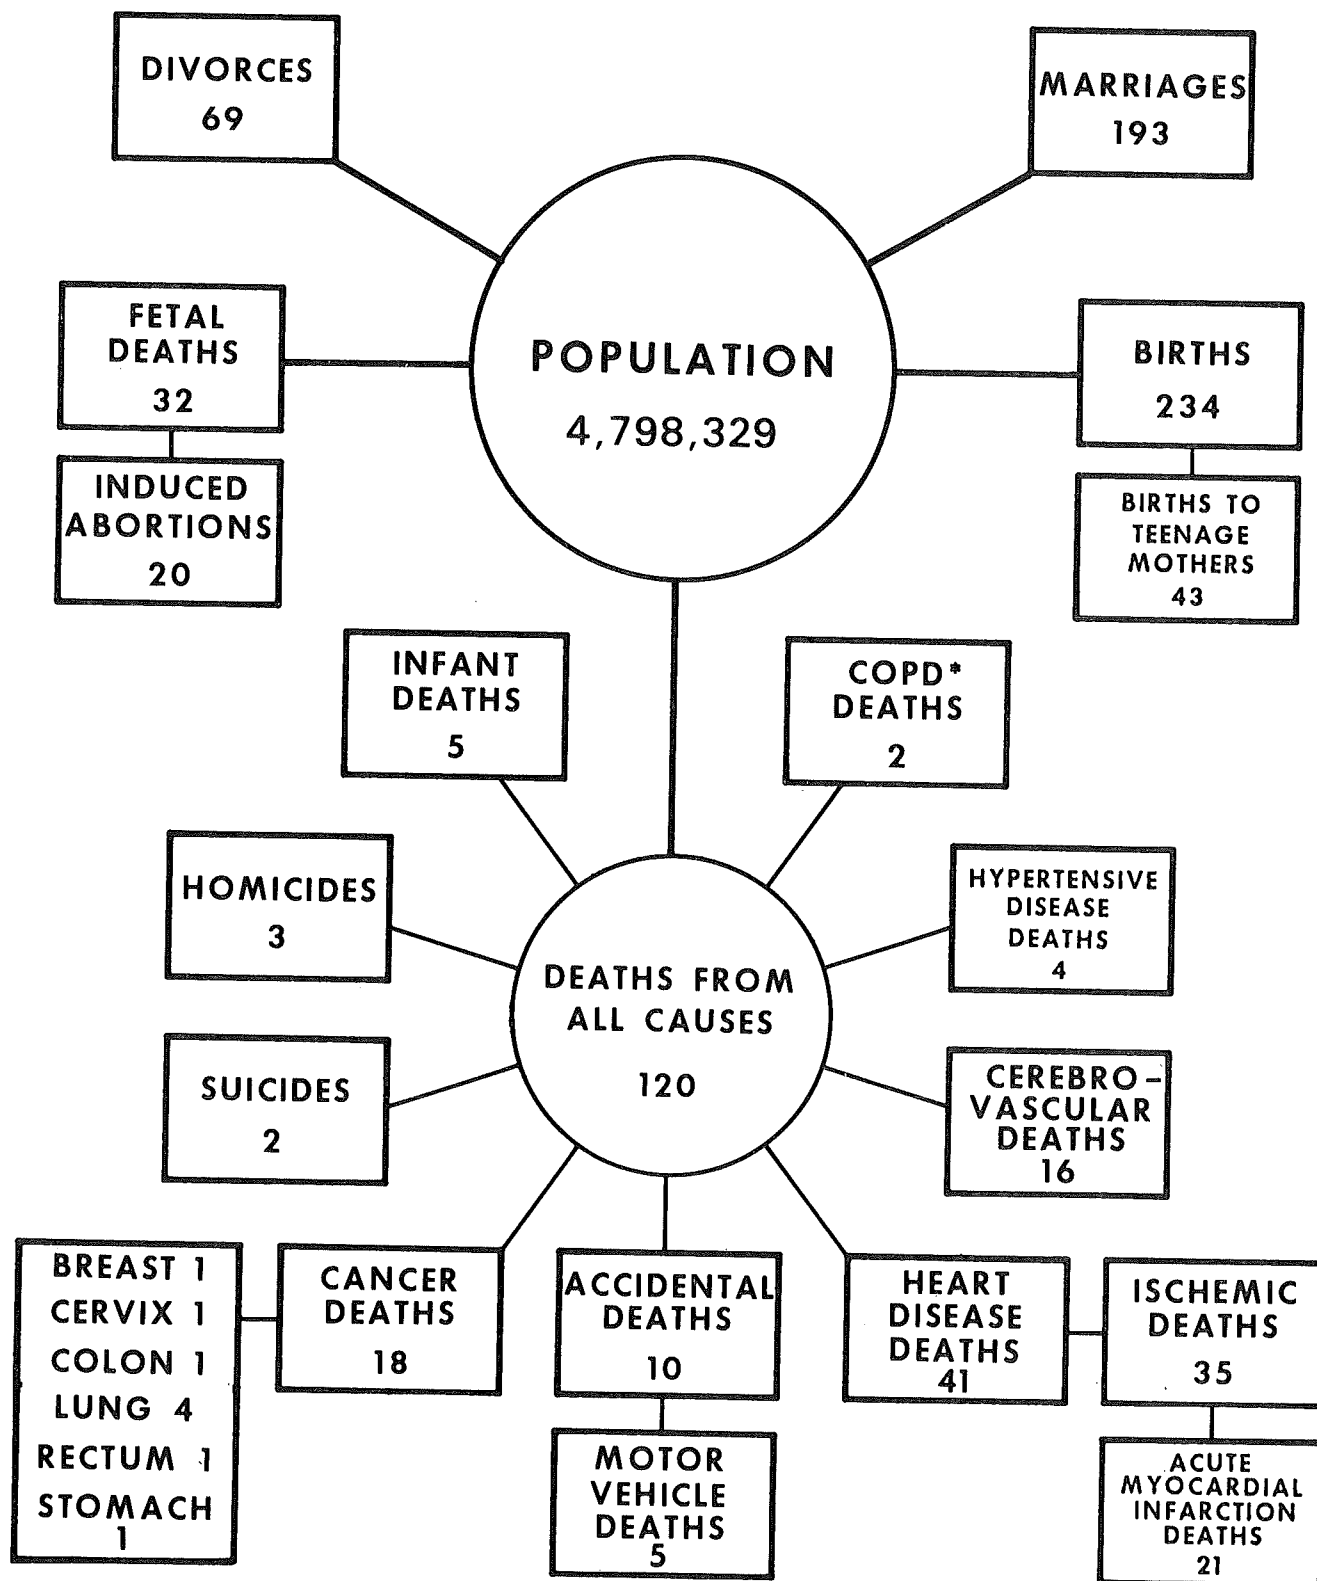 DIVORCES
69
MARRIAGES
193
POPULATION
4,798,329
FETAL
DEATHS
32
INDUCED
ABORTIONS
20
BIRTHS
234
BIRTHS TO
TEENAGE
MOTHERS
43
INFANT
DEATHS
5
COPD*
DEATHS
2
HOMICIDES
3
HYPERTENSIVE
DISEASE
DEATHS
4
DEATHS FROM
ALL CAUSES
120
SUICIDES
2
CEREBRO-
VASCULAR
DEATHS
16
BREAST 1
CERVIX 1
COLON 1
LUNG 4
RECTUM 1
STOMACH
1
CANCER
DEATHS
18
ACCIDENTAL
DEATHS
10
MOTOR
VEHICLE
DEATHS
5
HEART
DISEASE
DEATHS
41
ISCHEMIC
DEATHS
35
ACUTE
MYOCARDIAL
INFARCTION
DEATHS
21